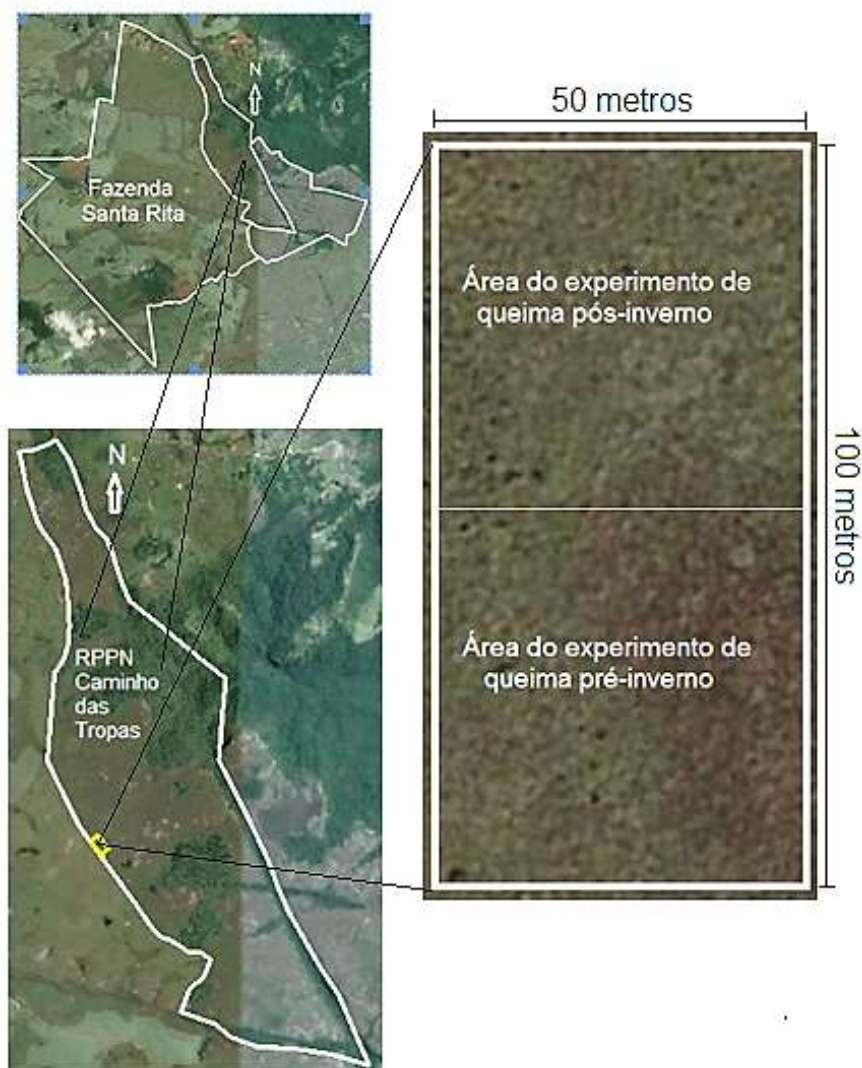 N
Fazenda
Santa Rita
50 metros
Área do experimento de
queima pós-inverno
100 metros
Área do experimento de
queima pré-inverno
N
RPPN
Caminho
das
Tropas